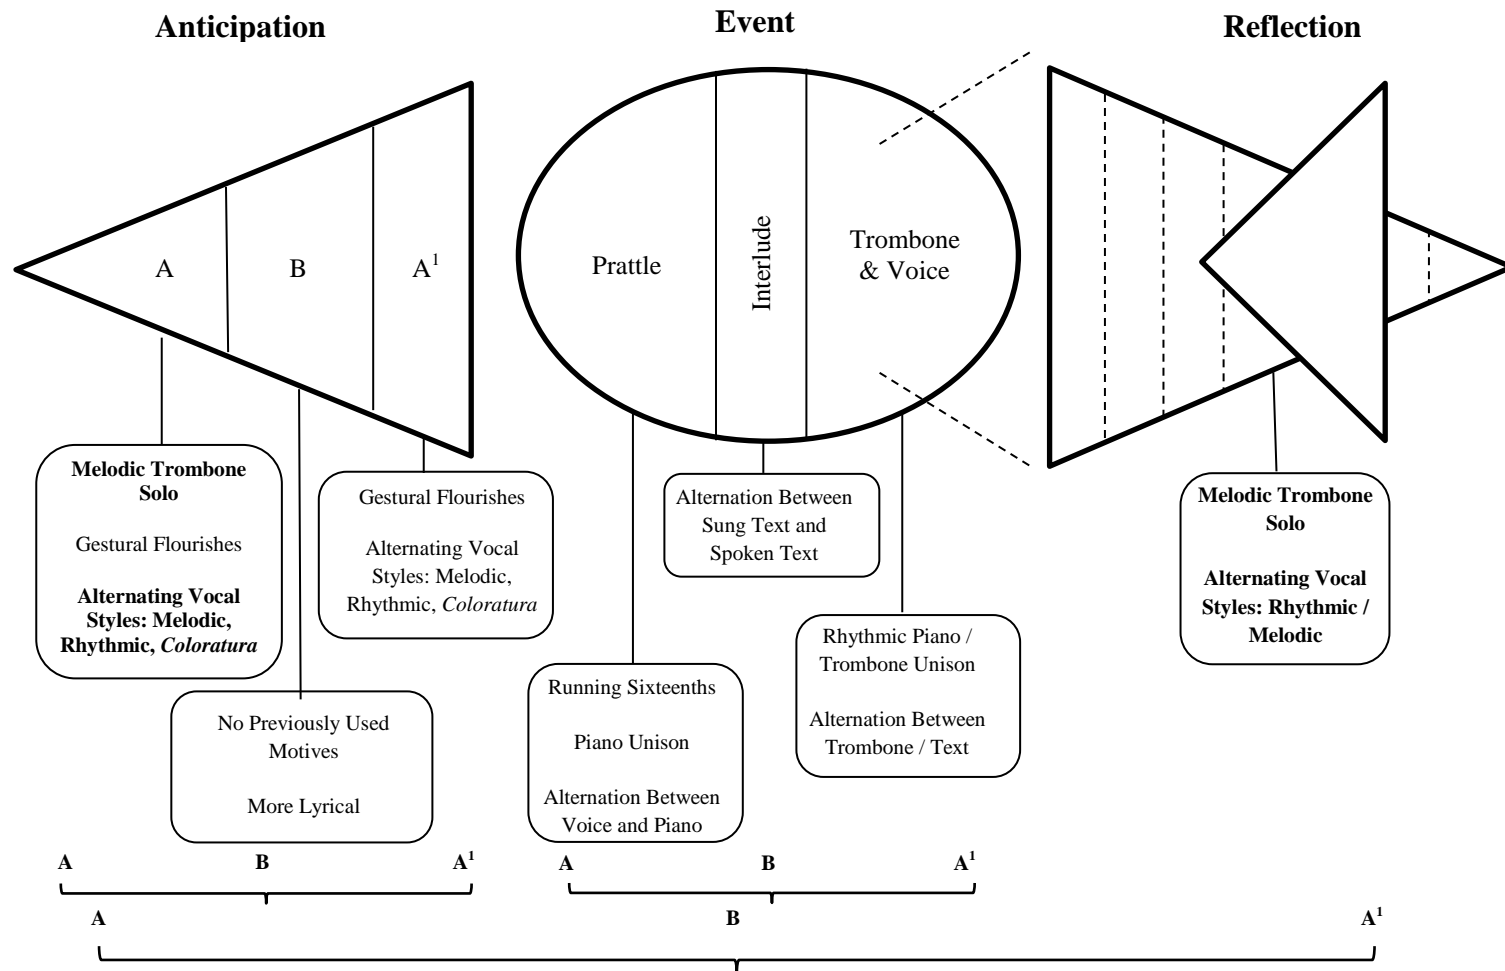 Anticipation
Event
Reflection
A
B
A¹
Prattle
Interlude
Trombone
& Voice
Melodic Trombone
Solo
Gestural Flourishes
Alternating Vocal
Styles: Melodic,
Rhythmic, Coloratura
No Previously Used
Motives
More Lyrical
Gestural Flourishes
Alternating Vocal
Styles: Melodic,
Rhythmic, Coloratura
Running Sixteenths
Piano Unison
Alternation Between
Voice and Piano
Alternation Between
Sung Text and
Spoken Text
Rhythmic Piano /
Trombone Unison
Alternation Between
Trombone / Text
Melodic Trombone
Solo
Alternating Vocal
Styles: Rhythmic /
Melodic
A B A¹
A B A¹
A B A¹